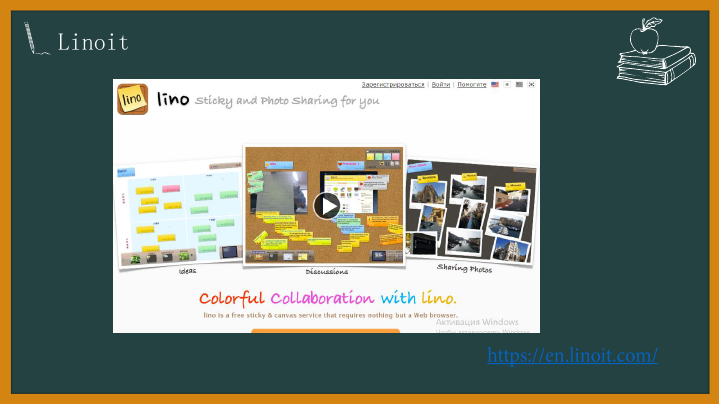 Linoit
Зарегистрироваться | Войти | Помогите
lino
lino Sticky and Photo Sharing for you
Ideas
Discussions
Sharing Photos
Colorful Collaboration with lino.
lino is a free sticky & canvas service that requires nothing but a Web browser.
Активация Windows
https://en.linoit.com/